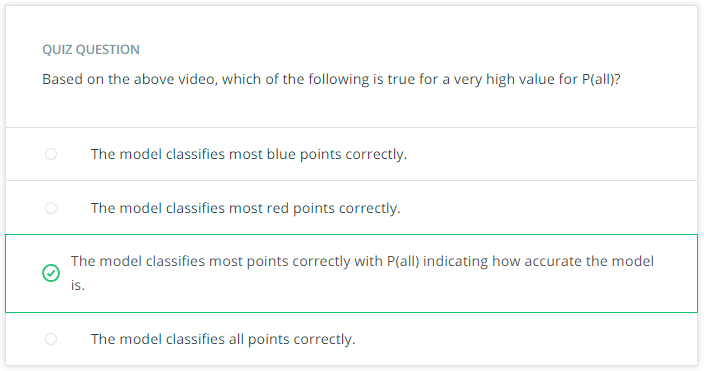 QUIZ QUESTION
Based on the above video, which of the following is true for a very high value for P(all)?
The model classifies most blue points correctly.
The model classifies most red points correctly.
The model classifies most points correctly with P(all) indicating how accurate the model
is.
The model classifies all points correctly.